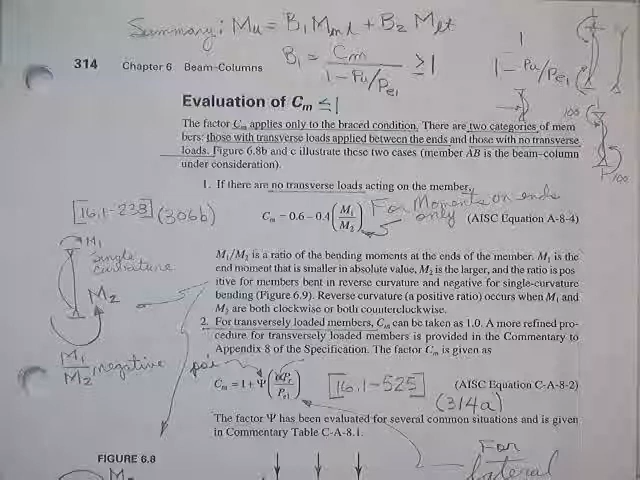 Summary: Mu = B1 Mnt + B2 Mlt
B1 = Cm / 1 - Pu/Pe1 ≥ 1
1
1 - Pu/Pe1
314 Chapter 6 Beam-Columns
Evaluation of Cm ≤ 1
100
The factor Cm applies only to the braced condition. There are two categories of mem
bers: those with transverse loads applied between the ends and those with no transverse
loads. Figure 6.8b and c illustrate these two cases (member AB is the beam–column
under consideration).
P100
1. If there are no transverse loads acting on the member,
[16.1-238] (306b)
Cm = 0.6 – 0.4(M1/M2)
For Moments on ends
only
(AISC Equation A-8-4)
M1
single
curvature
M2
M1/M2 negative
M1/M2 is a ratio of the bending moments at the ends of the member. M1 is the
end moment that is smaller in absolute value, M2 is the larger, and the ratio is pos
itive for members bent in reverse curvature and negative for single-curvature
bending (Figure 6.9). Reverse curvature (a positive ratio) occurs when M1 and
M2 are both clockwise or both counterclockwise.
2. For transversely loaded members, Cm can be taken as 1.0. A more refined pro-
cedure for transversely loaded members is provided in the Commentary to
Appendix 8 of the Specification. The factor Cm is given as
psi
Cm = 1 + Ψ(αPr/Pe1)
[16.1-525]
(AISC Equation C-A-8-2)
(314a)
The factor Ψ has been evaluated for several common situations and is given
in Commentary Table C-A-8.1.
For
lateral
FIGURE 6.8